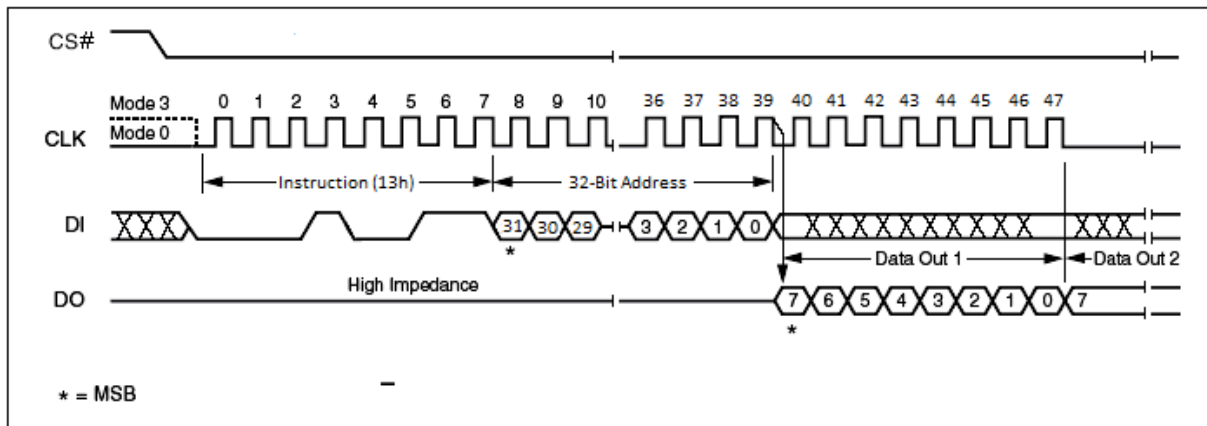 CS#
Mode 3 0 1 2 3 4 5 6 7 8 9 10 36 37 38 39 40 41 42 43 44 45 46 47
CLK Mode 0
Instruction (13h) 32-Bit Address
DI 31 30 29 3 2 1 0
* Data Out 1 Data Out 2
High Impedance
DO 7 6 5 4 3 2 1 0 7
*
* = MSB